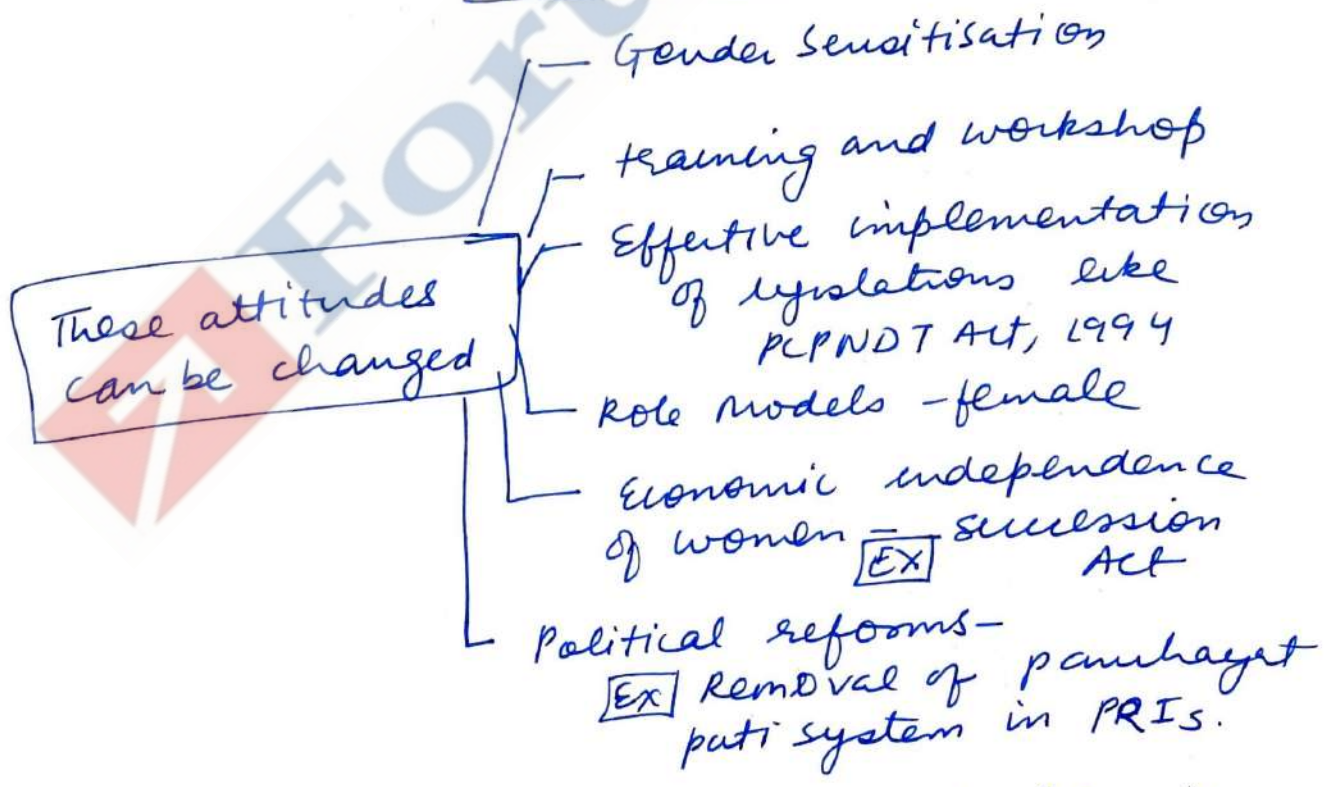 Gender Sensitisation
training and workshop
Effective implementation
of legislations like
PCPNDT Act, 1994
These attitudes
can be changed
Role Models - female
Economic independence
of women - Ex succession
Act
Political reforms-
Ex Removal of panchayat
pati system in PRIs.
For